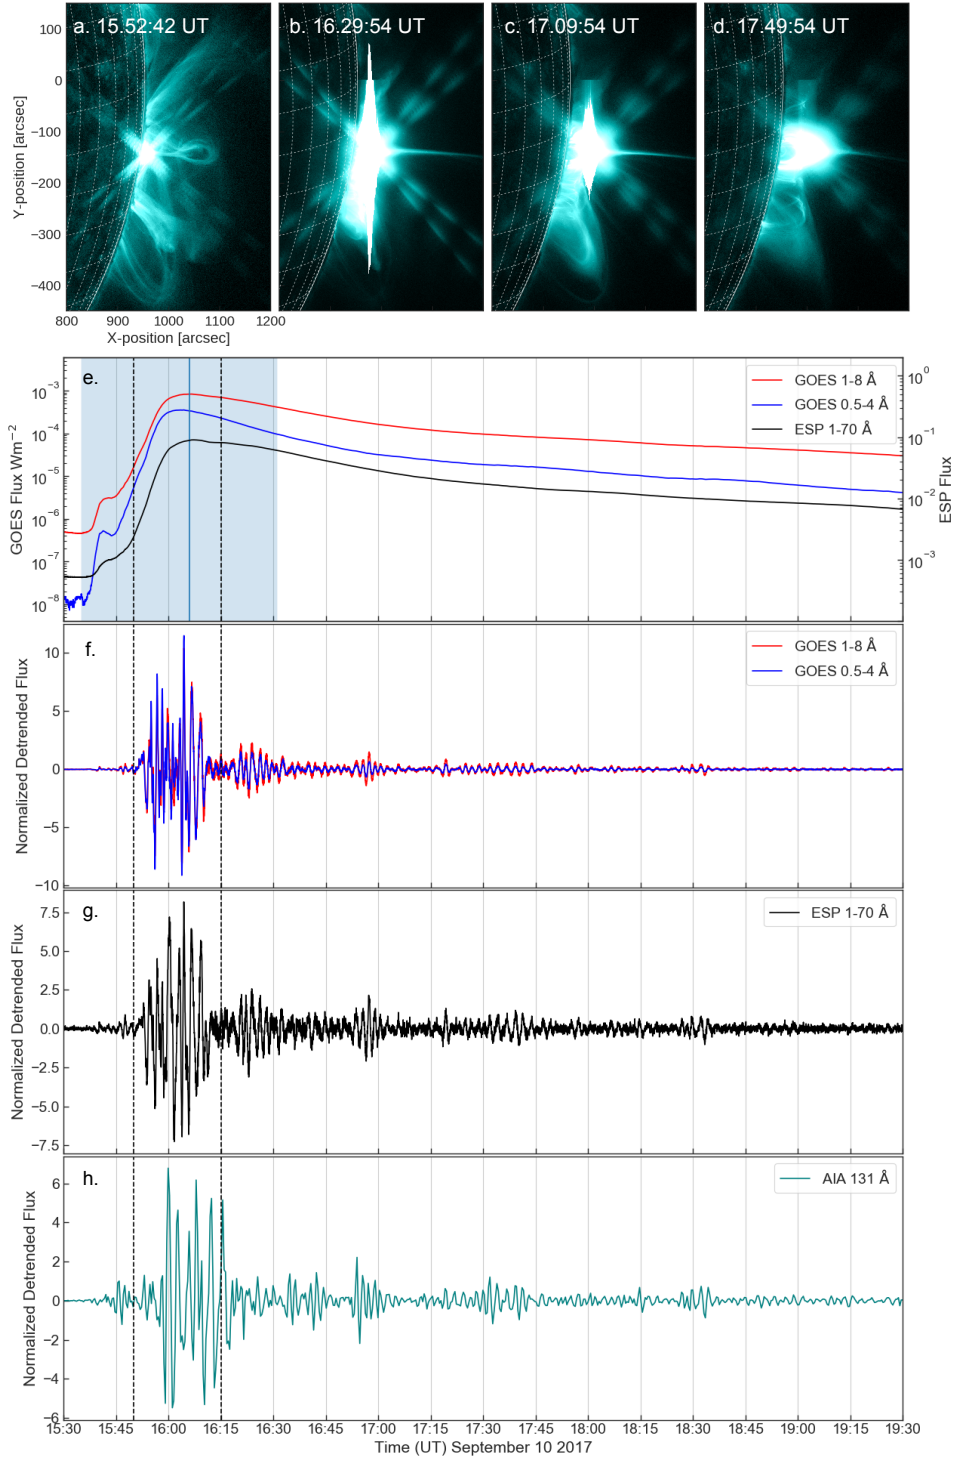 a. 15.52:42 UT
b. 16.29:54 UT
c. 17.09:54 UT
d. 17.49:54 UT
100
0
−100
−200
−300
−400
Y-position [arcsec]
800 900 1000 1100 1200
X-position [arcsec]
e.
GOES 1-8 Å
GOES 0.5-4 Å
ESP 1-70 Å
10⁻³
10⁻⁴
10⁻⁵
10⁻⁶
10⁻⁷
10⁻⁸
GOES Flux Wm⁻²
10⁰
10⁻¹
10⁻²
10⁻³
ESP Flux
f.
GOES 1-8 Å
GOES 0.5-4 Å
10
5
0
−5
−10
Normalized Detrended Flux
g.
ESP 1-70 Å
7.5
5.0
2.5
0.0
−2.5
−5.0
−7.5
Normalized Detrended Flux
h.
AIA 131 Å
6
4
2
0
−2
−4
−6
Normalized Detrended Flux
15:30 15:45 16:00 16:15 16:30 16:45 17:00 17:15 17:30 17:45 18:00 18:15 18:30 18:45 19:00 19:15 19:30
Time (UT) September 10 2017